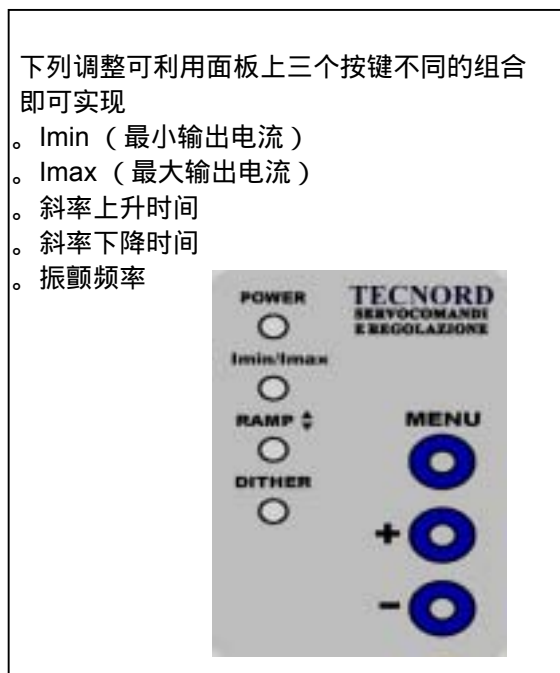 下列调整可利用面板上三个按键不同的组合
即可实现
。Imin （最小输出电流）
。Imax （最大输出电流）
。斜率上升时间
。斜率下降时间
。振颤频率
POWER
TECNORD
SERVOCOMANDI
E REGOLAZIONE
Imin/Imax
RAMP
MENU
DITHER
+
-